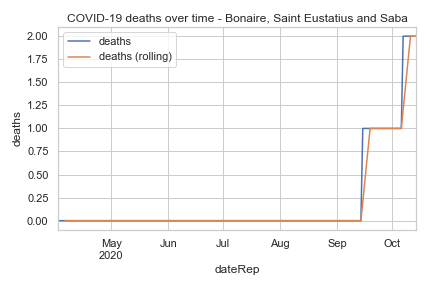 COVID-19 deaths over time - Bonaire, Saint Eustatius and Saba
deaths
deaths (rolling)
2.00
1.75
1.50
1.25
1.00
0.75
0.50
0.25
0.00
deaths
May
2020
Jun
Jul
Aug
Sep
Oct
dateRep